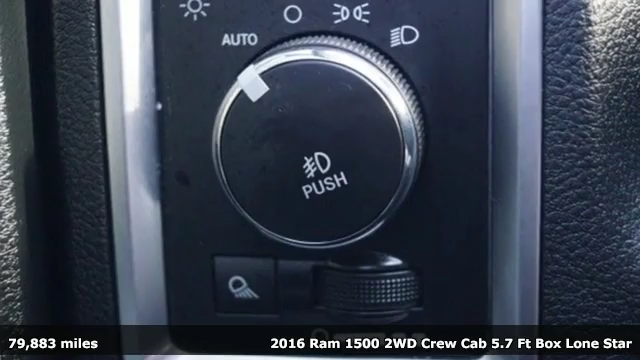 AUTO
PUSH
79,883 miles
2016 Ram 1500 2WD Crew Cab 5.7 Ft Box Lone Star